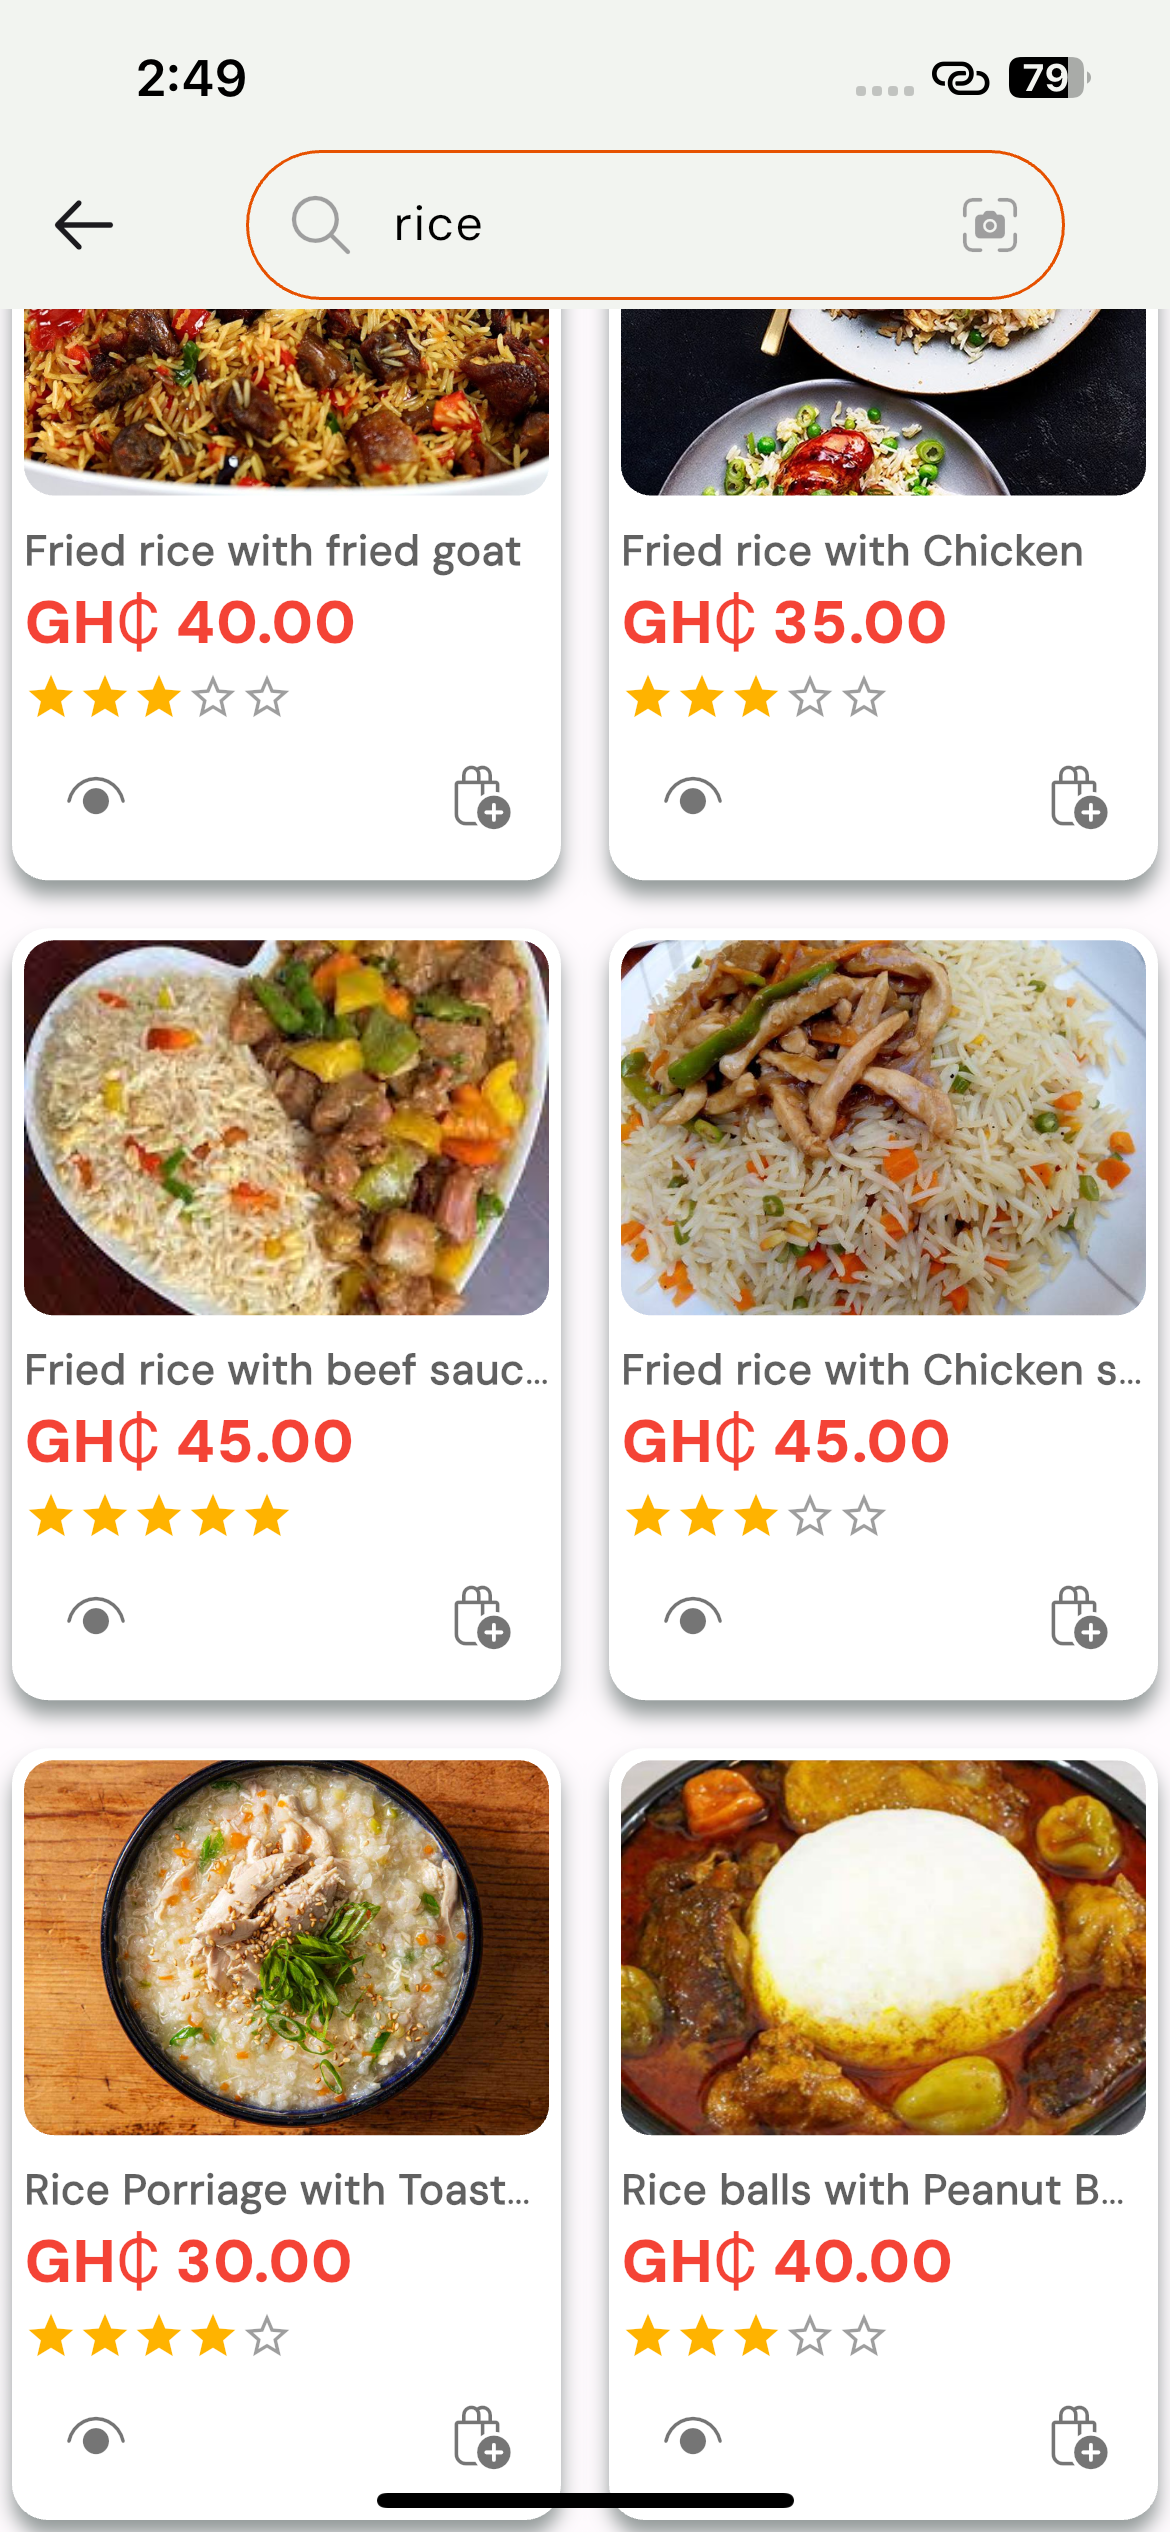 2:49
79
rice
Fried rice with fried goat
GH₵ 40.00
Fried rice with Chicken
GH₵ 35.00
Fried rice with beef sauc...
GH₵ 45.00
Fried rice with Chicken s...
GH₵ 45.00
Rice Porriage with Toast...
GH₵ 30.00
Rice balls with Peanut B...
GH₵ 40.00